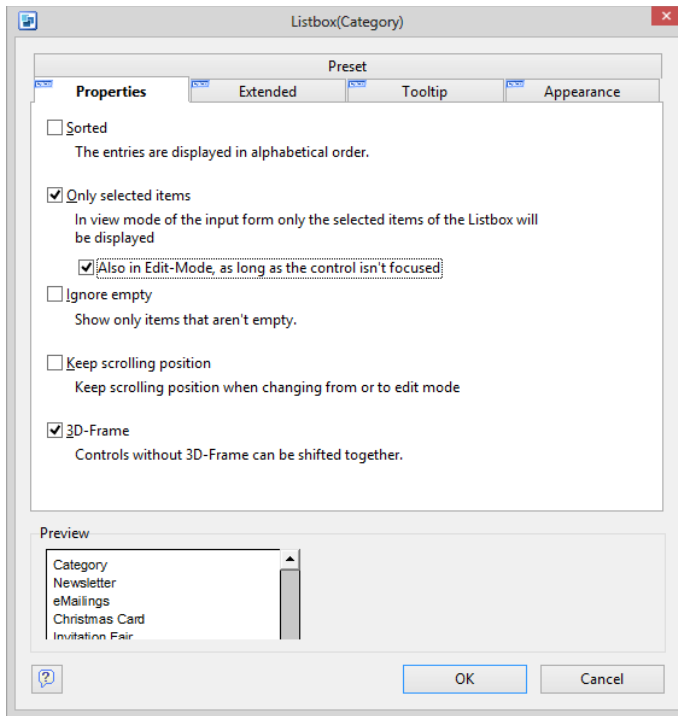 Listbox(Category)
Preset
Properties
Extended
Tooltip
Appearance
Sorted
The entries are displayed in alphabetical order.
Only selected items
In view mode of the input form only the selected items of the Listbox will
be displayed
Also in Edit-Mode, as long as the control isn't focused
Ignore empty
Show only items that aren't empty.
Keep scrolling position
Keep scrolling position when changing from or to edit mode
3D-Frame
Controls without 3D-Frame can be shifted together.
Preview
Category
Newsletter
eMailings
Christmas Card
Invitation Fair
OK
Cancel